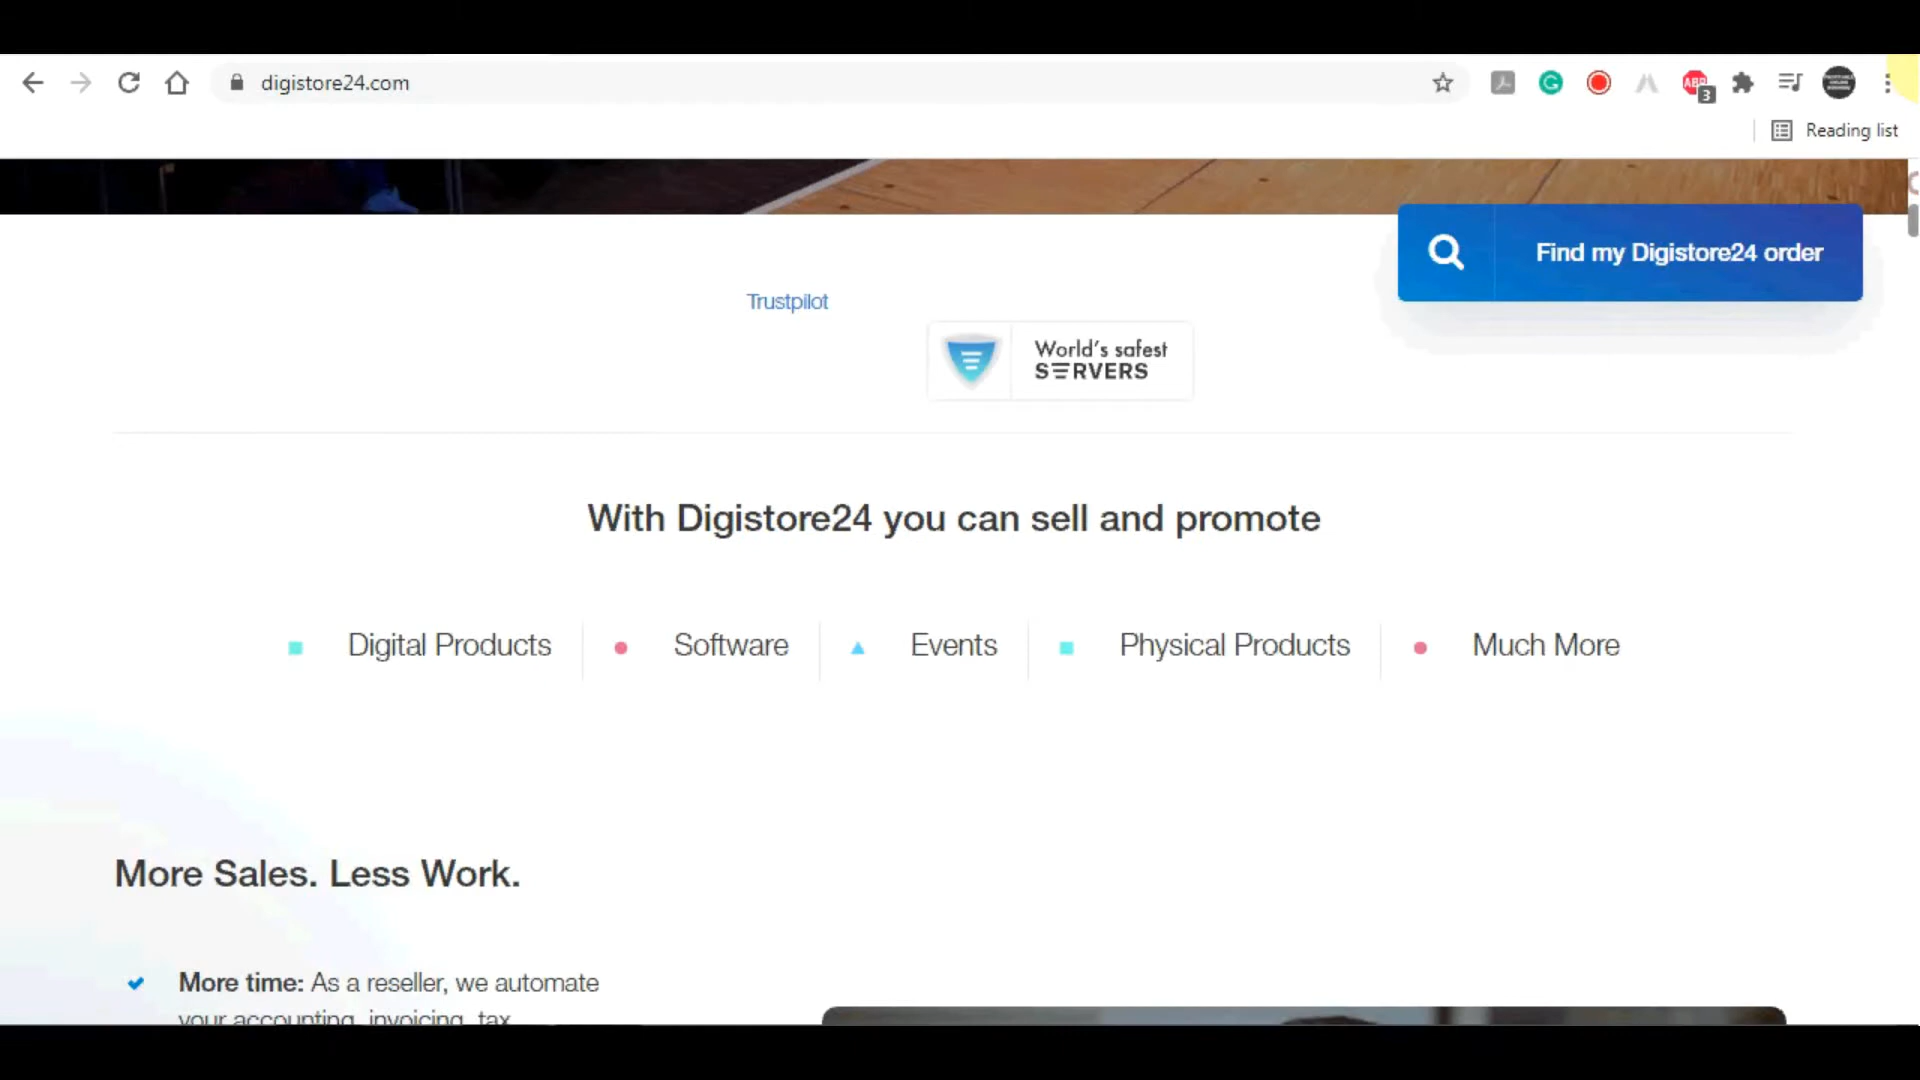 digistore24.com
ABP
3
Reading list
Find my Digistore24 order
Trustpilot
World's safest
SERVERS
With Digistore24 you can sell and promote
Digital Products
Software
Events
Physical Products
Much More
More Sales. Less Work.
More time: As a reseller, we automate
your accounting, invoicing, tax